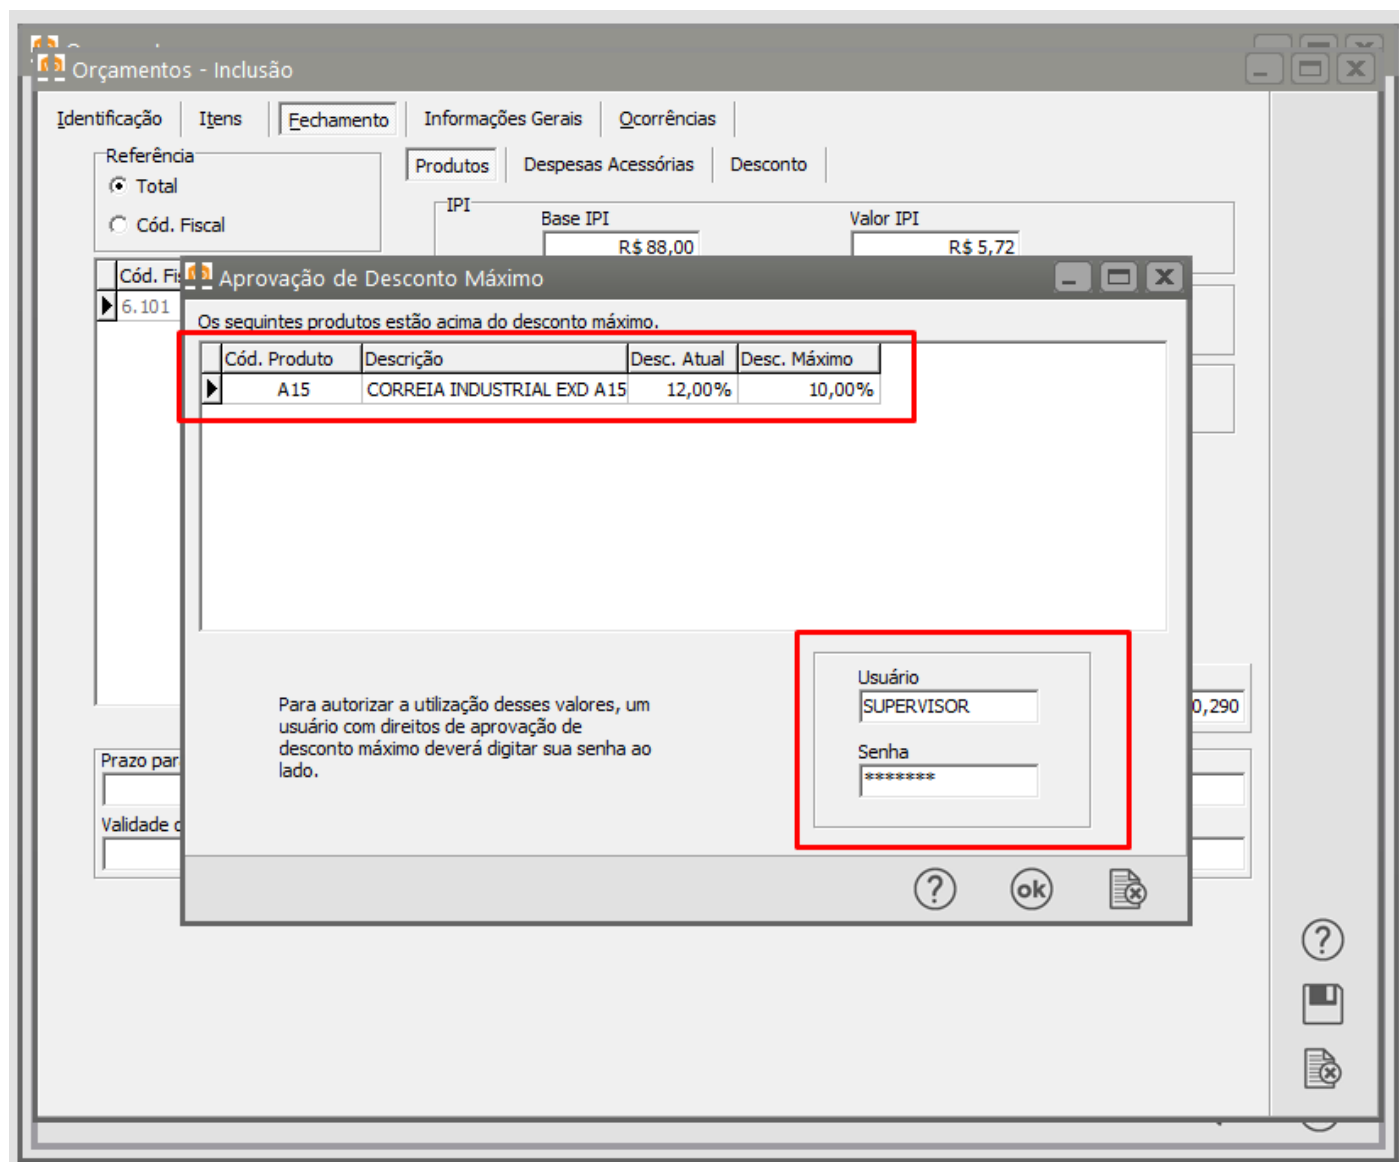 Orçamentos - Inclusão
Identificação Itens Fechamento Informações Gerais Ocorrências
Referência
Total
Cód. Fiscal
Produtos Despesas Acessórias Desconto
IPI
Base IPI Valor IPI
R$ 88,00 R$ 5,72
Cód. Fi
6.101
Aprovação de Desconto Máximo
Os seguintes produtos estão acima do desconto máximo.
Cód. Produto Descrição Desc. Atual Desc. Máximo
A15 CORREIA INDUSTRIAL EXD A15 12,00% 10,00%
Para autorizar a utilização desses valores, um
usuário com direitos de aprovação de
desconto máximo deverá digitar sua senha ao
lado.
Usuário
SUPERVISOR
Senha
*******
0,290
Prazo par
Validade
ok